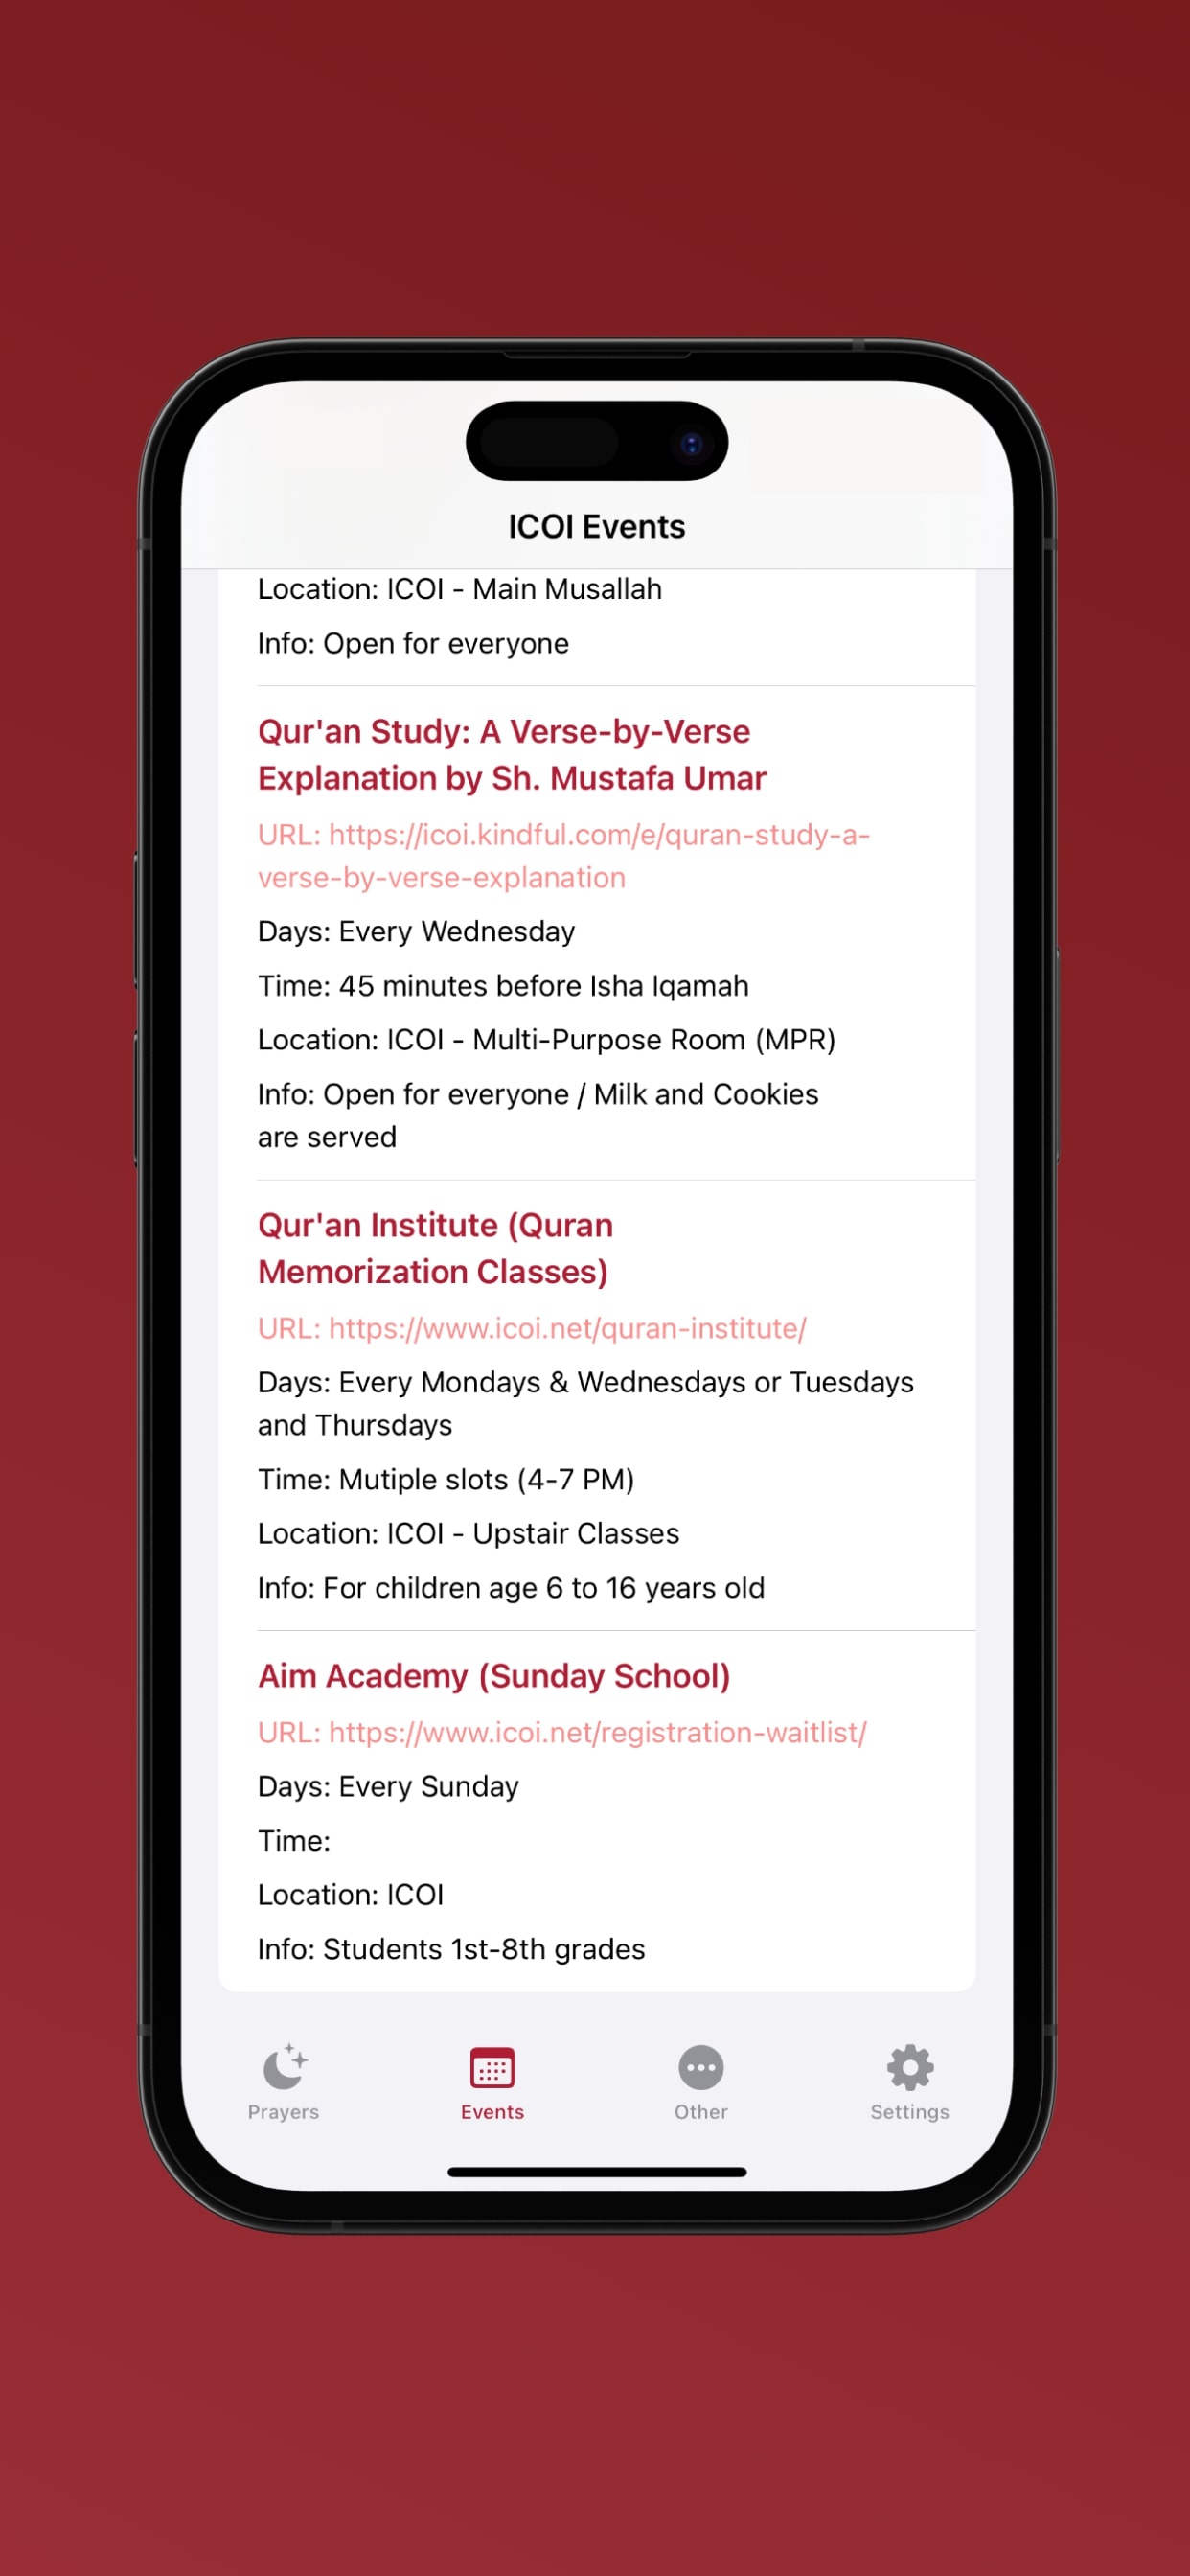 ICOI Events
Location: ICOI - Main Musallah
Info: Open for everyone
Qur'an Study: A Verse-by-Verse
Explanation by Sh. Mustafa Umar
URL: https://icoi.kindful.com/e/quran-study-a-
verse-by-verse-explanation
Days: Every Wednesday
Time: 45 minutes before Isha Iqamah
Location: ICOI - Multi-Purpose Room (MPR)
Info: Open for everyone / Milk and Cookies
are served
Qur'an Institute (Quran
Memorization Classes)
URL: https://www.icoi.net/quran-institute/
Days: Every Mondays & Wednesdays or Tuesdays
and Thursdays
Time: Mutiple slots (4-7 PM)
Location: ICOI - Upstair Classes
Info: For children age 6 to 16 years old
Aim Academy (Sunday School)
URL: https://www.icoi.net/registration-waitlist/
Days: Every Sunday
Time:
Location: ICOI
Info: Students 1st-8th grades
Prayers
Events
Other
Settings